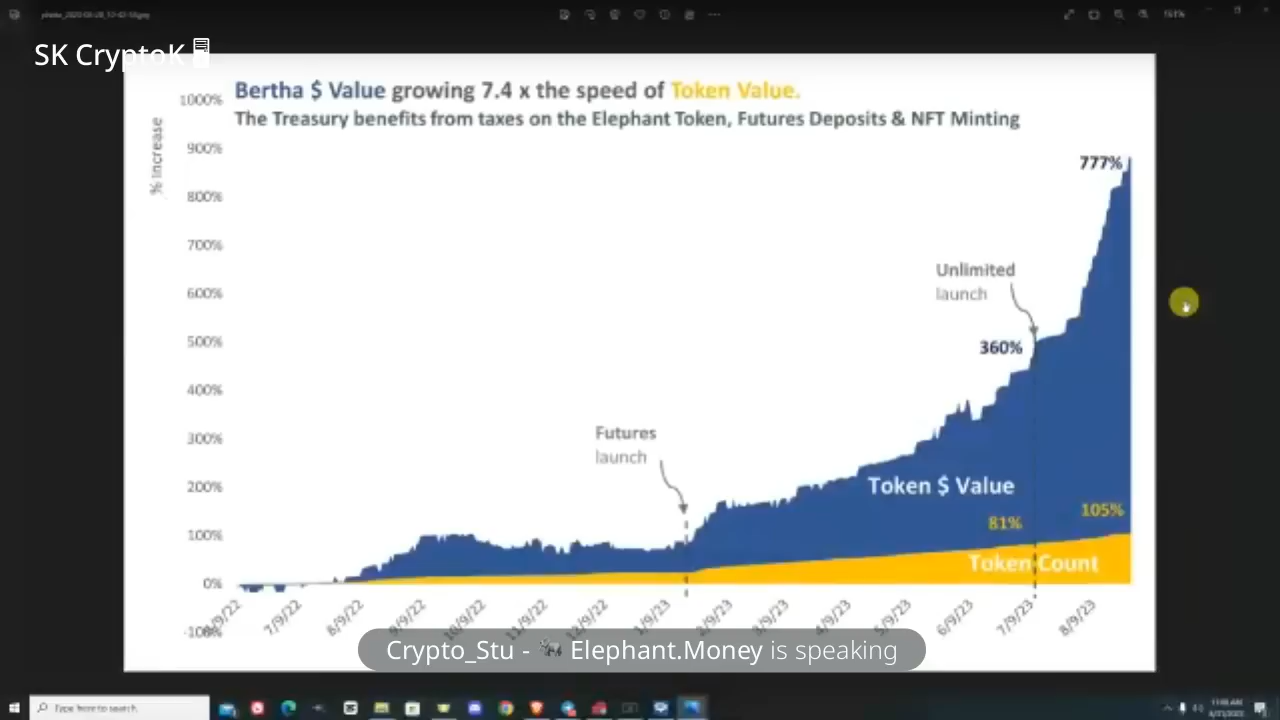 SK CryptoK
Bertha $ Value growing 7.4 x the speed of Token Value.
The Treasury benefits from taxes on the Elephant Token, Futures Deposits & NFT Minting
% Increase
1000%
900%
800%
700%
600%
500%
400%
300%
200%
100%
0%
-100%
777%
Unlimited
launch
360%
Futures
launch
Token $ Value
81%
105%
Token Count
7/9/22
8/9/22
9/9/22
10/9/22
11/9/22
12/9/22
1/9/23
2/9/23
3/9/23
4/9/23
5/9/23
6/9/23
7/9/23
8/9/23
Crypto_Stu - Elephant.Money is speaking
Type here to search